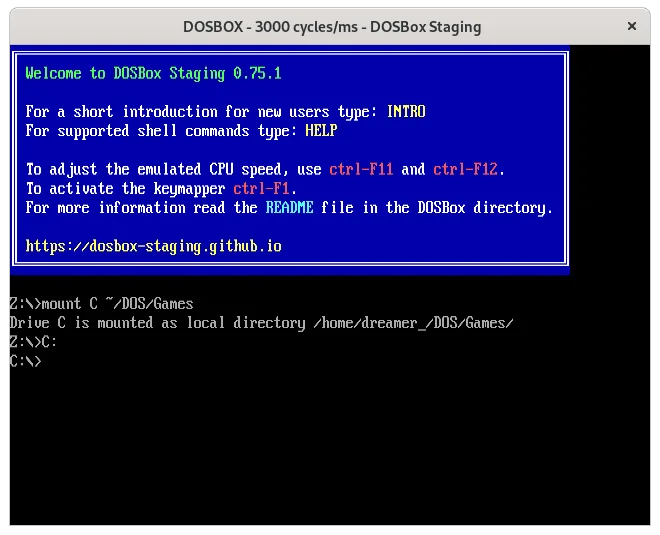 DOSBOX - 3000 cycles/ms - DOSBox Staging
×
Welcome to DOSBox Staging 0.75.1
For a short introduction for new users type: INTRO
For supported shell commands type: HELP
To adjust the emulated CPU speed, use ctrl-F11 and ctrl-F12.
To activate the keymapper ctrl-F1.
For more information read the README file in the DOSBox directory.
https://dosbox-staging.github.io
Z:\>mount C ~/DOS/Games
Drive C is mounted as local directory /home/dreamer_/DOS/Games/
Z:\>C:
C:\>